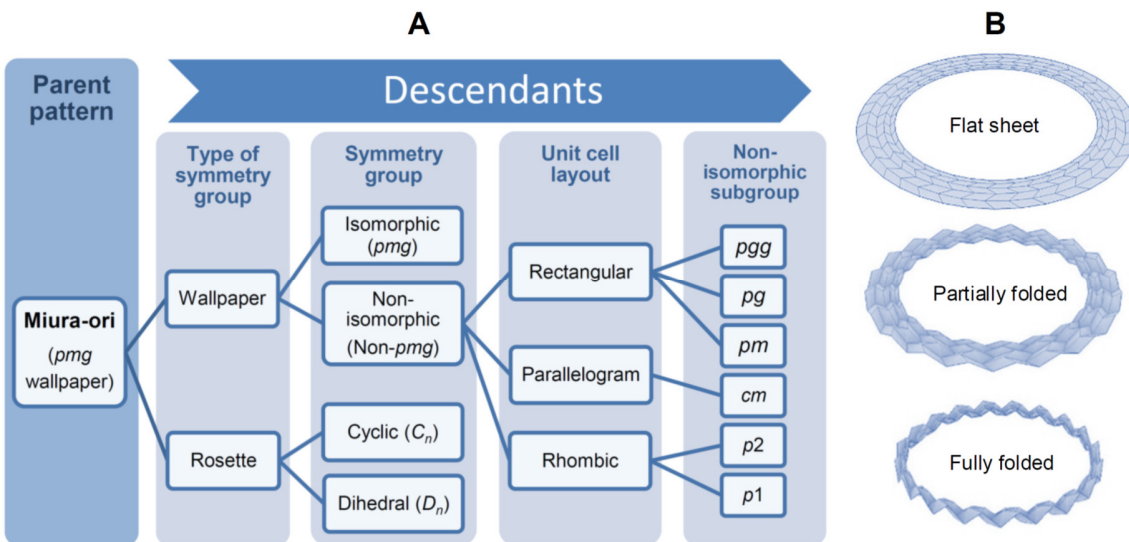 A
B
Parent
pattern
Descendants
Type of
symmetry
group
Symmetry
group
Unit cell
layout
Non-
isomorphic
subgroup
Miura-ori
(pmg
wallpaper)
Wallpaper
Rosette
Isomorphic
(pmg)
Non-
isomorphic
(Non-pmg)
Cyclic (Cn)
Dihedral (Dn)
Rectangular
Parallelogram
Rhombic
pgg
pg
pm
cm
p2
p1
Flat sheet
Partially folded
Fully folded